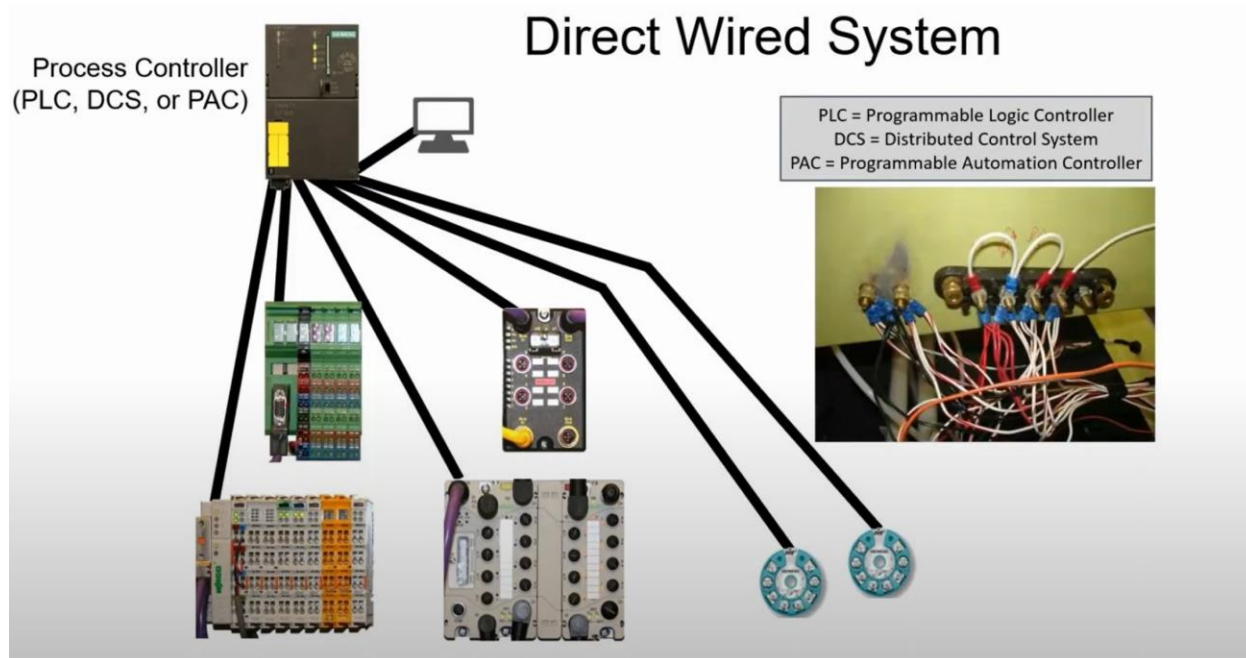 Direct Wired System
Process Controller
(PLC, DCS, or PAC)
PLC = Programmable Logic Controller
DCS = Distributed Control System
PAC = Programmable Automation Controller
SIEMENS